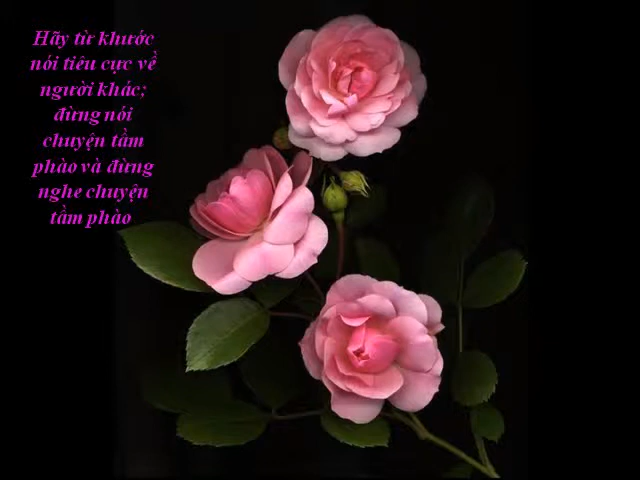 Hãy từ khước
nói tiêu cực về
người khác;
đừng nói
chuyện tầm
phào và đừng
nghe chuyện
tầm phào